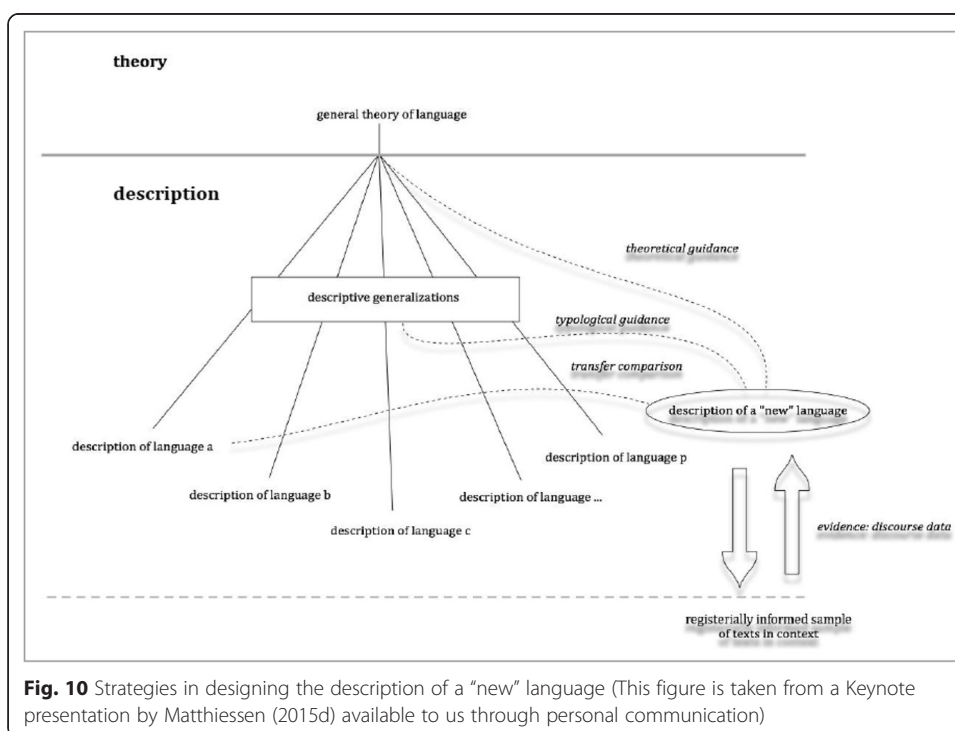 theory
general theory of language
description
theoretical guidance
descriptive generalizations
typological guidance
transfer comparison
description of a "new" language
description of language a
description of language p
description of language b
description of language ...
description of language c
evidence: discourse data
registerially informed sample
of texts in context
Fig. 10 Strategies in designing the description of a “new” language (This figure is taken from a Keynote
presentation by Matthiessen (2015d) available to us through personal communication)